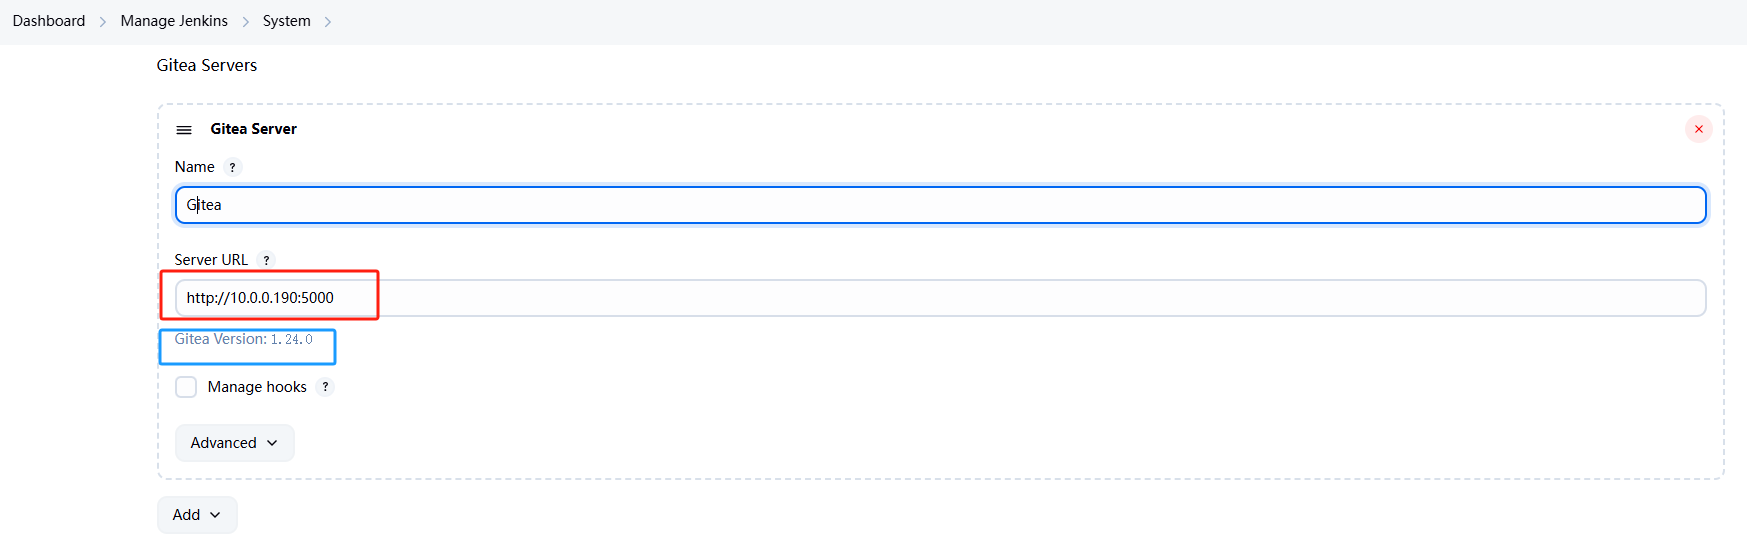 Dashboard > Manage Jenkins > System >
Gitea Servers
Gitea Server
Name ?
Gitea
Server URL ?
http://10.0.0.190:5000
Gitea Version: 1.24.0
Manage hooks ?
Advanced
Add